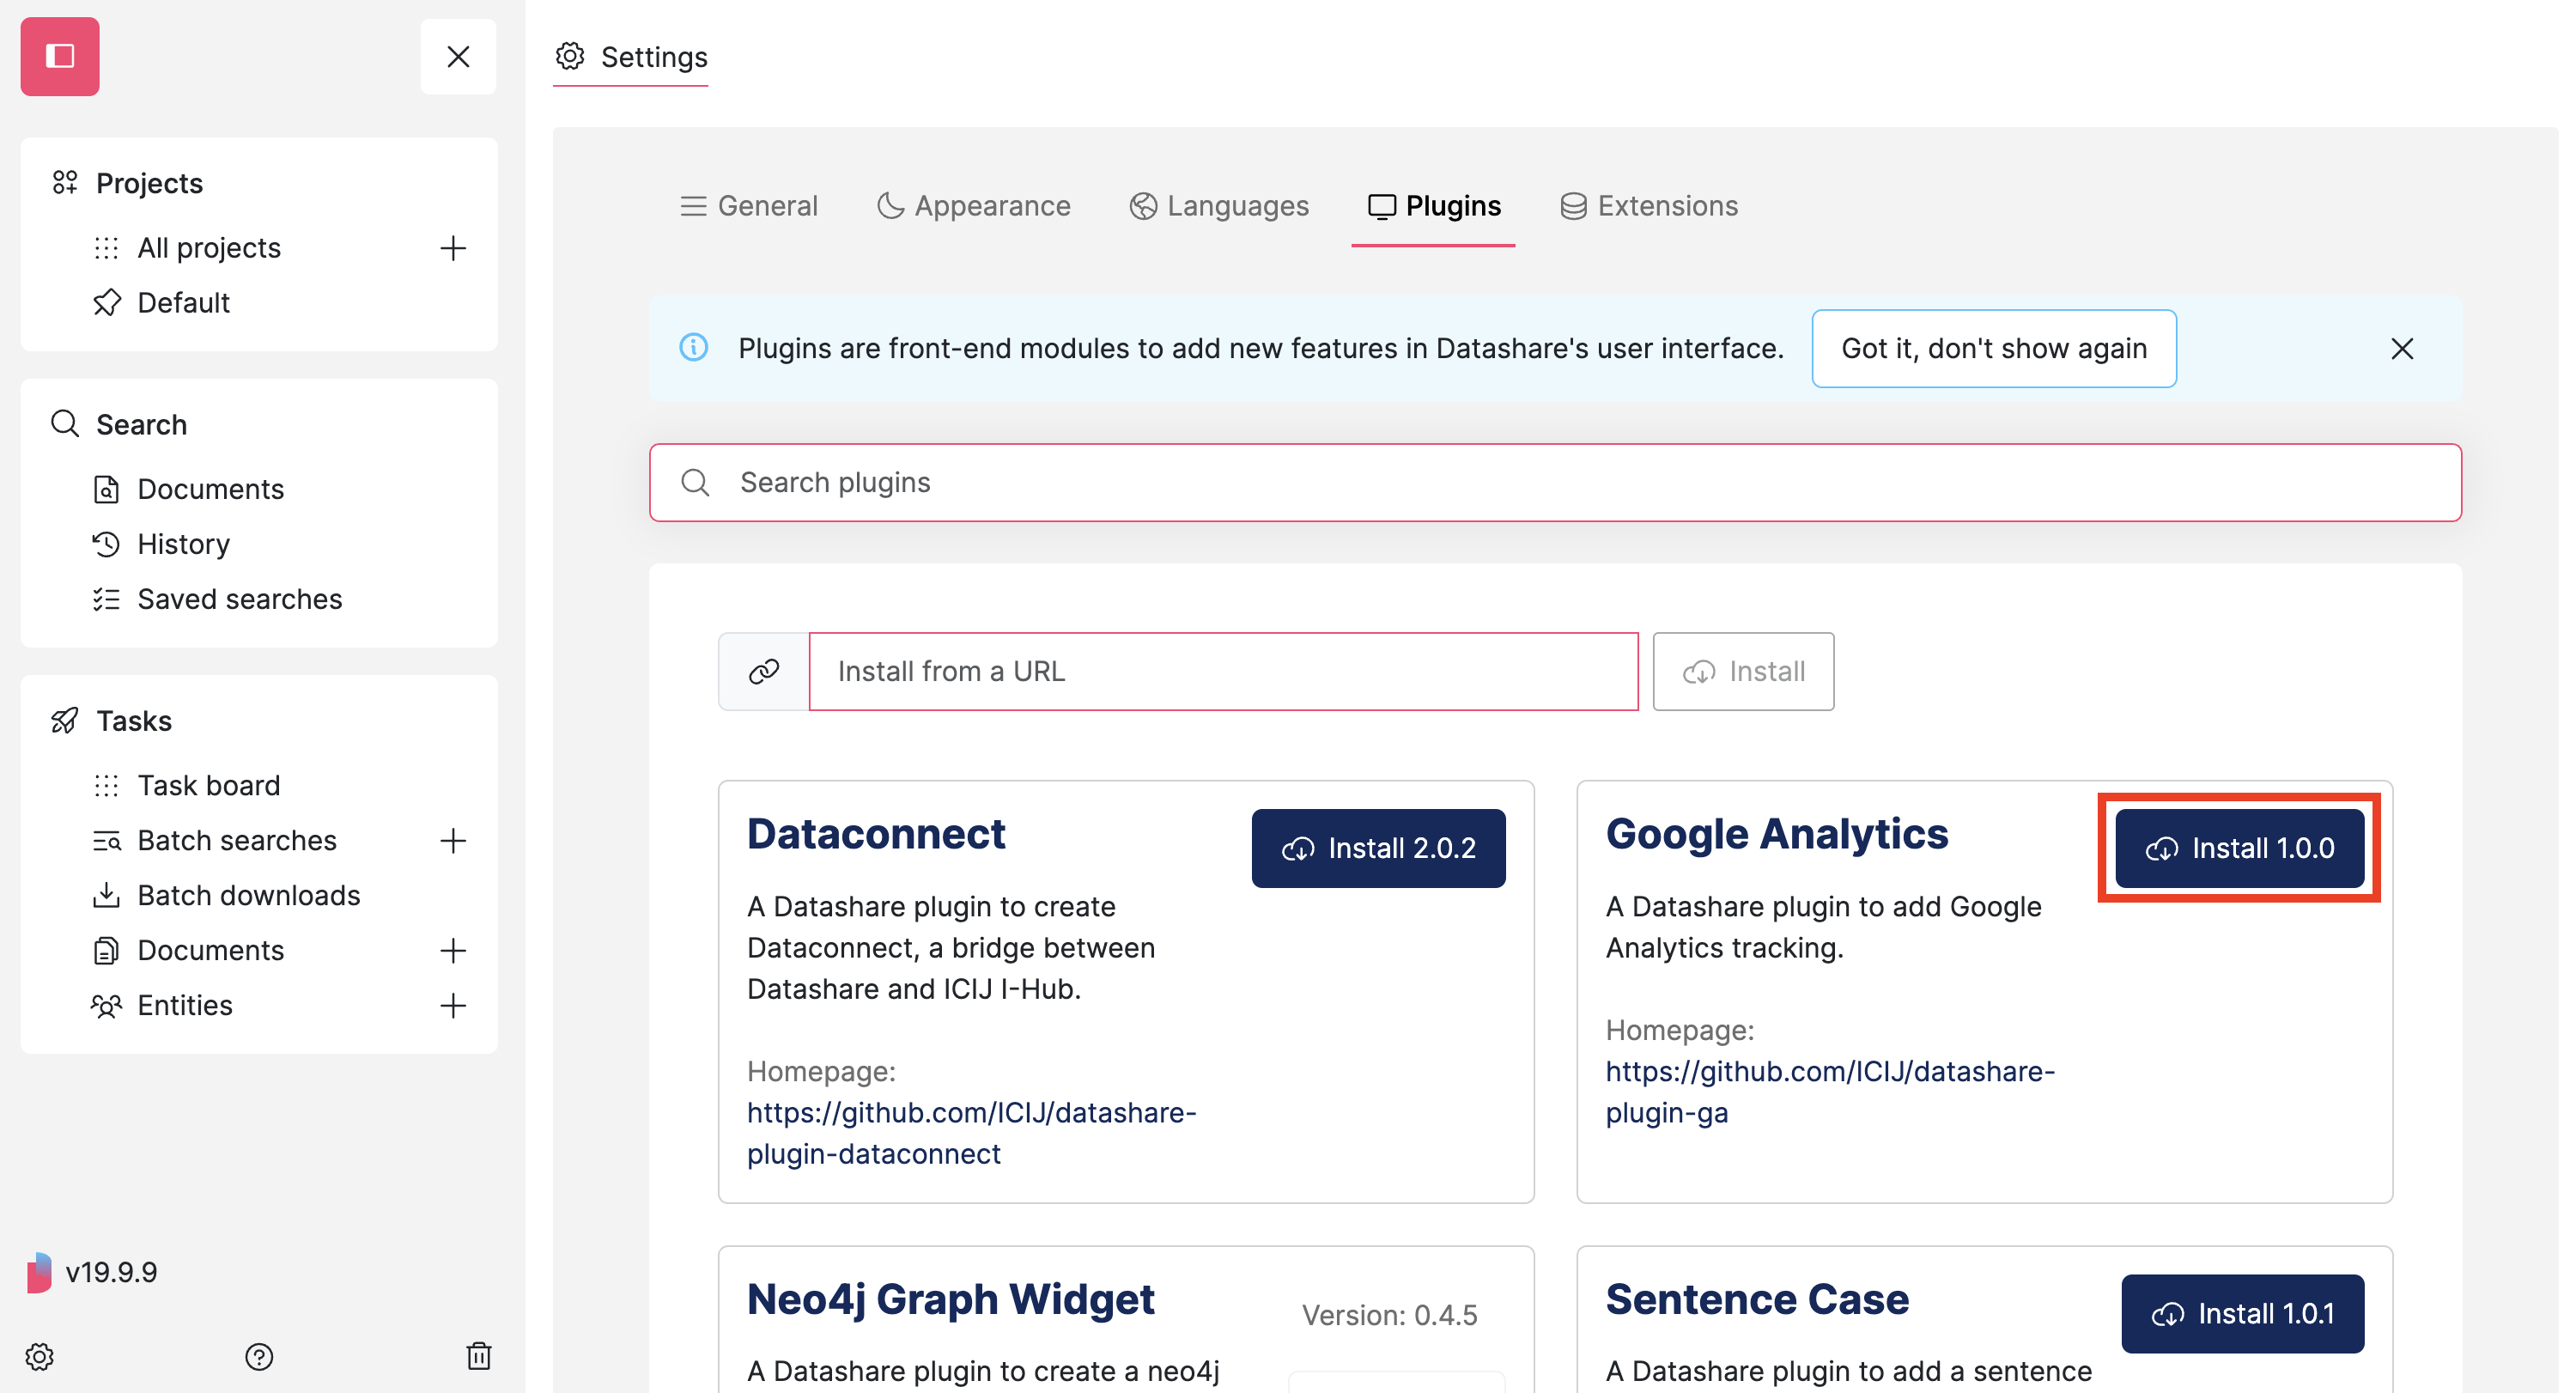 Projects
All projects
Default
Search
Documents
History
Saved searches
Tasks
Task board
Batch searches
Batch downloads
Documents
Entities
v19.9.9
Settings
General
Appearance
Languages
Plugins
Extensions
Plugins are front-end modules to add new features in Datashare's user interface.
Got it, don't show again
Search plugins
Install from a URL
Install
Dataconnect
Install 2.0.2
A Datashare plugin to create
Dataconnect, a bridge between
Datashare and ICIJ I-Hub.
Homepage:
https://github.com/ICIJ/datashare-
plugin-dataconnect
Google Analytics
Install 1.0.0
A Datashare plugin to add Google
Analytics tracking.
Homepage:
https://github.com/ICIJ/datashare-
plugin-ga
Neo4j Graph Widget
Version: 0.4.5
A Datashare plugin to create a neo4j
Sentence Case
Install 1.0.1
A Datashare plugin to add a sentence